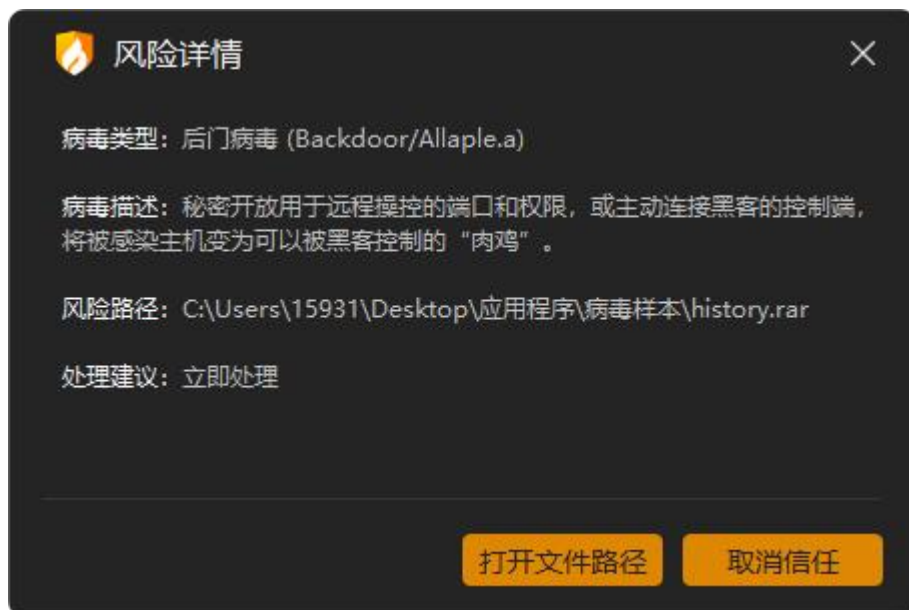 风险详情
病毒类型：后门病毒 (Backdoor/Allaple.a)
病毒描述：秘密开放用于远程操控的端口和权限，或主动连接黑客的控制端，
将被感染主机变为可以被黑客控制的“肉鸡”。
风险路径：C:\Users\15931\Desktop\应用程序\病毒样本\history.rar
处理建议：立即处理
打开文件路径 取消信任